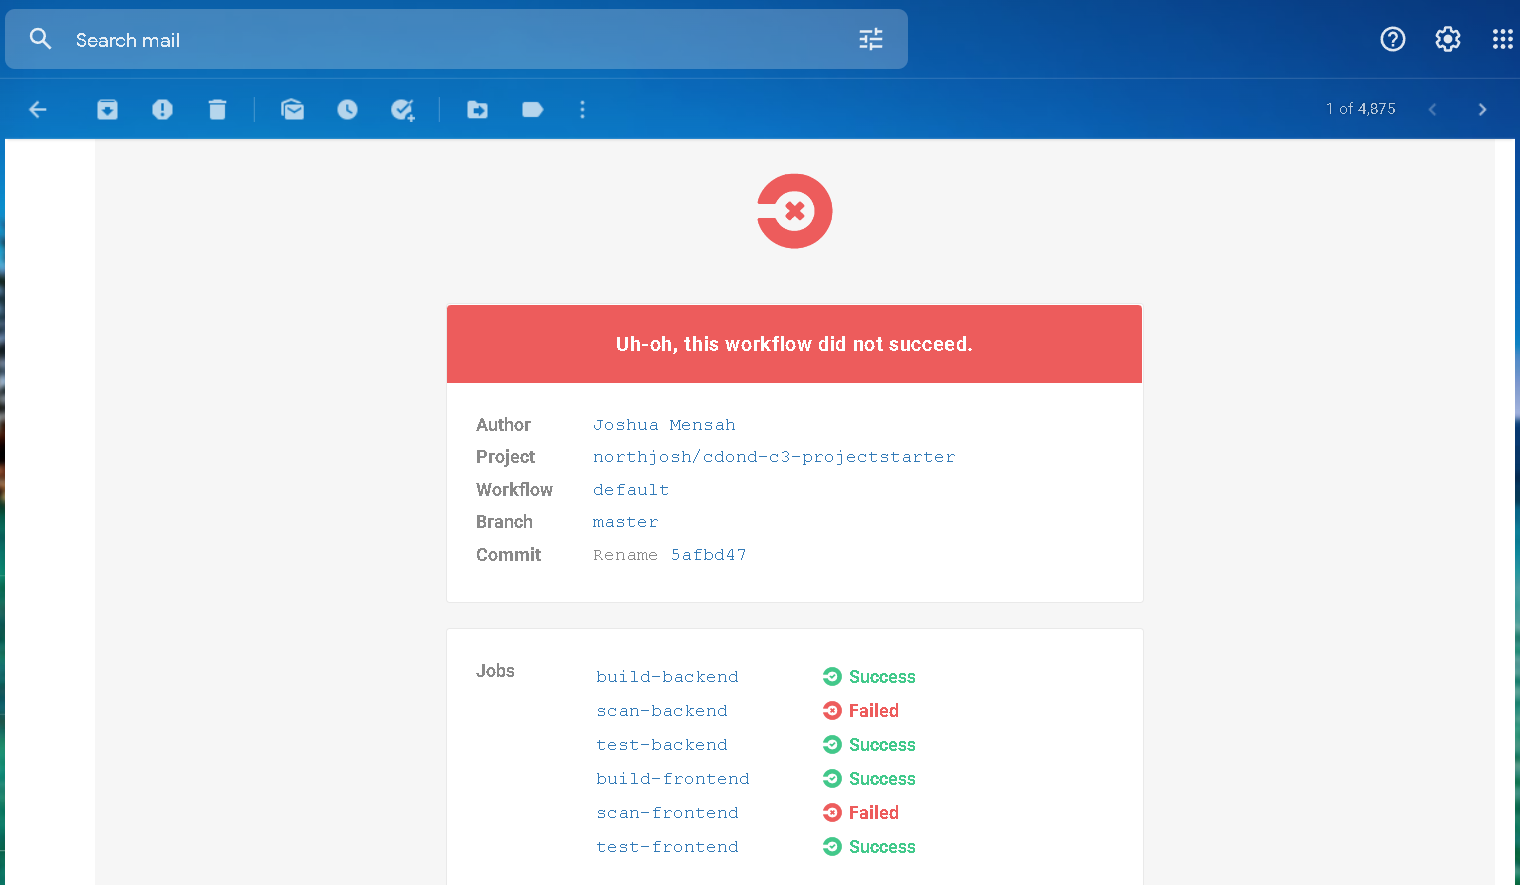 Search mail
1 of 4,875
Uh-oh, this workflow did not succeed.
Author Joshua Mensah
Project northjosh/cdond-c3-projectstarter
Workflow default
Branch master
Commit Rename 5afbd47
Jobs
build-backend Success
scan-backend Failed
test-backend Success
build-frontend Success
scan-frontend Failed
test-frontend Success